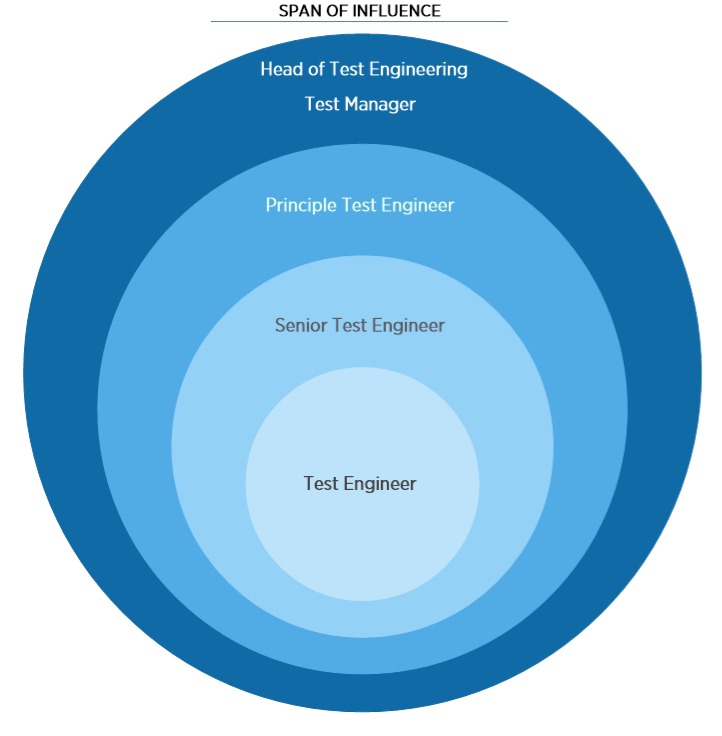 SPAN OF INFLUENCE
Head of Test Engineering
Test Manager
Principle Test Engineer
Senior Test Engineer
Test Engineer